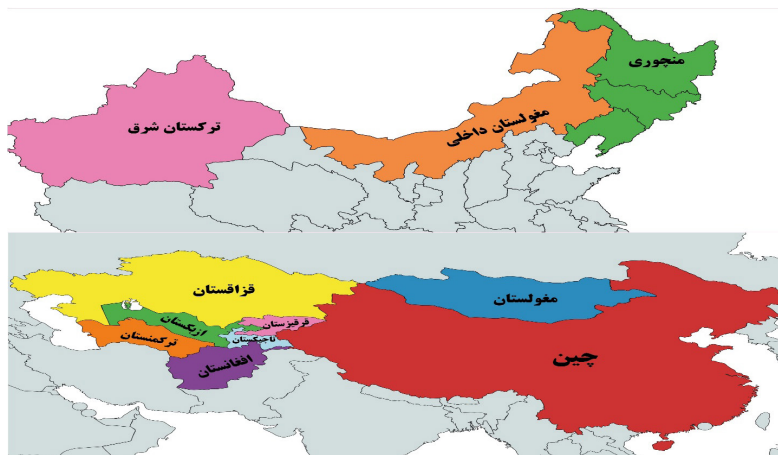 منچوری
مغولستان داخلی
ترکستان شرق
قزاقستان
مغولستان
ازبکستان
قرقیزستان
ترکمنستان
تاجیکستان
افغانستان
چین